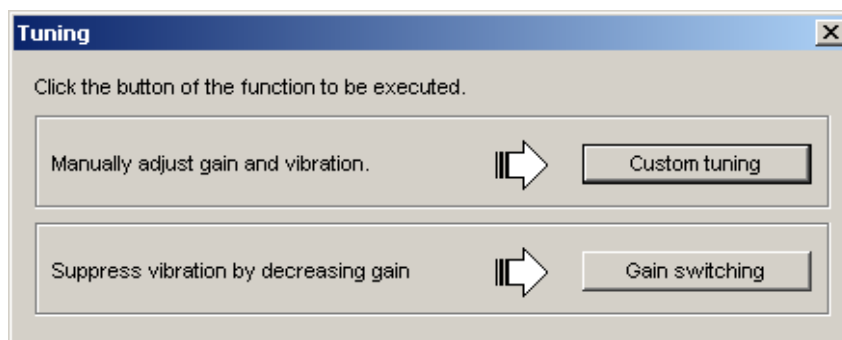 Tuning
Click the button of the function to be executed.
Manually adjust gain and vibration.
Custom tuning
Suppress vibration by decreasing gain
Gain switching